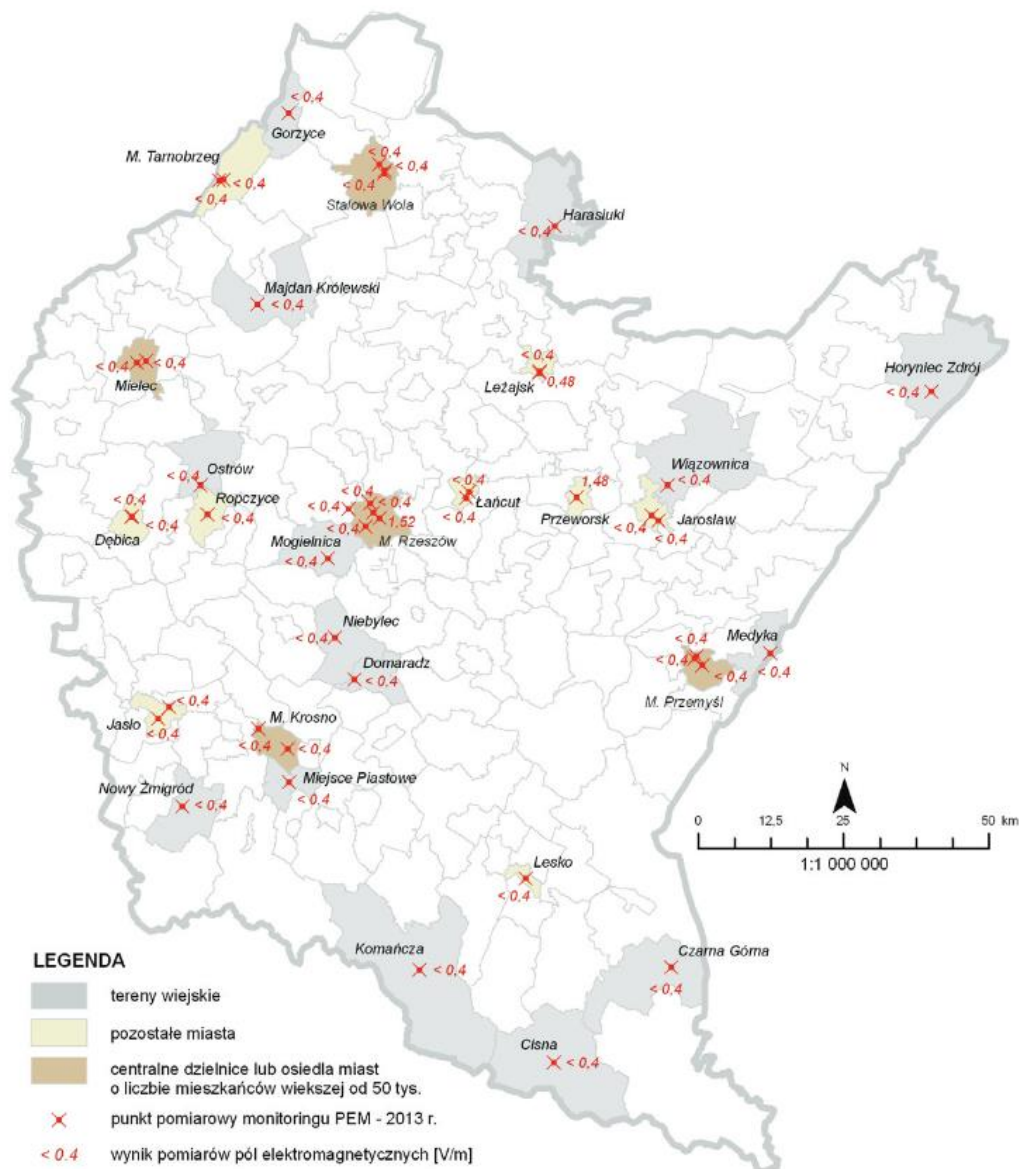 < 0,4
Gorzyce
M. Tarnobrzeg
< 0,4
< 0,4
< 0,4
< 0,4
< 0,4
Stalowa Wola
Harasiuki
< 0,4
Majdan Królewski
< 0,4
< 0,4
< 0,4
Mielec
< 0,4
Leżajsk
0,48
Horyniec Zdrój
< 0,4
Ostrów
< 0,4
Ropczyce
< 0,4
< 0,4
< 0,4
Dębica
< 0,4
< 0,4
< 0,4
< 0,4
1,52
M. Rzeszów
Mogielnica
< 0,4
< 0,4
Łańcut
< 0,4
1,48
Przeworsk
Wiązownica
< 0,4
< 0,4
Jarosław
< 0,4
Niebylec
< 0,4
Domaradz
< 0,4
Medyka
< 0,4
< 0,4
< 0,4
< 0,4
M. Przemyśl
< 0,4
Jasło
< 0,4
M. Krosno
< 0,4
< 0,4
Miejsce Piastowe
< 0,4
Nowy Żmigród
< 0,4
N
0 12,5 25 50 km
1:1 000 000
Lesko
< 0,4
Komańcza
< 0,4
Czarna Górna
< 0,4
Cisna
< 0,4
LEGENDA
tereny wiejskie
pozostałe miasta
centralne dzielnice lub osiedla miast
o liczbie mieszkańców wiekszej od 50 tys.
punkt pomiarowy monitoringu PEM - 2013 r.
< 0,4 wynik pomiarów pól elektromagnetycznych [V/m]